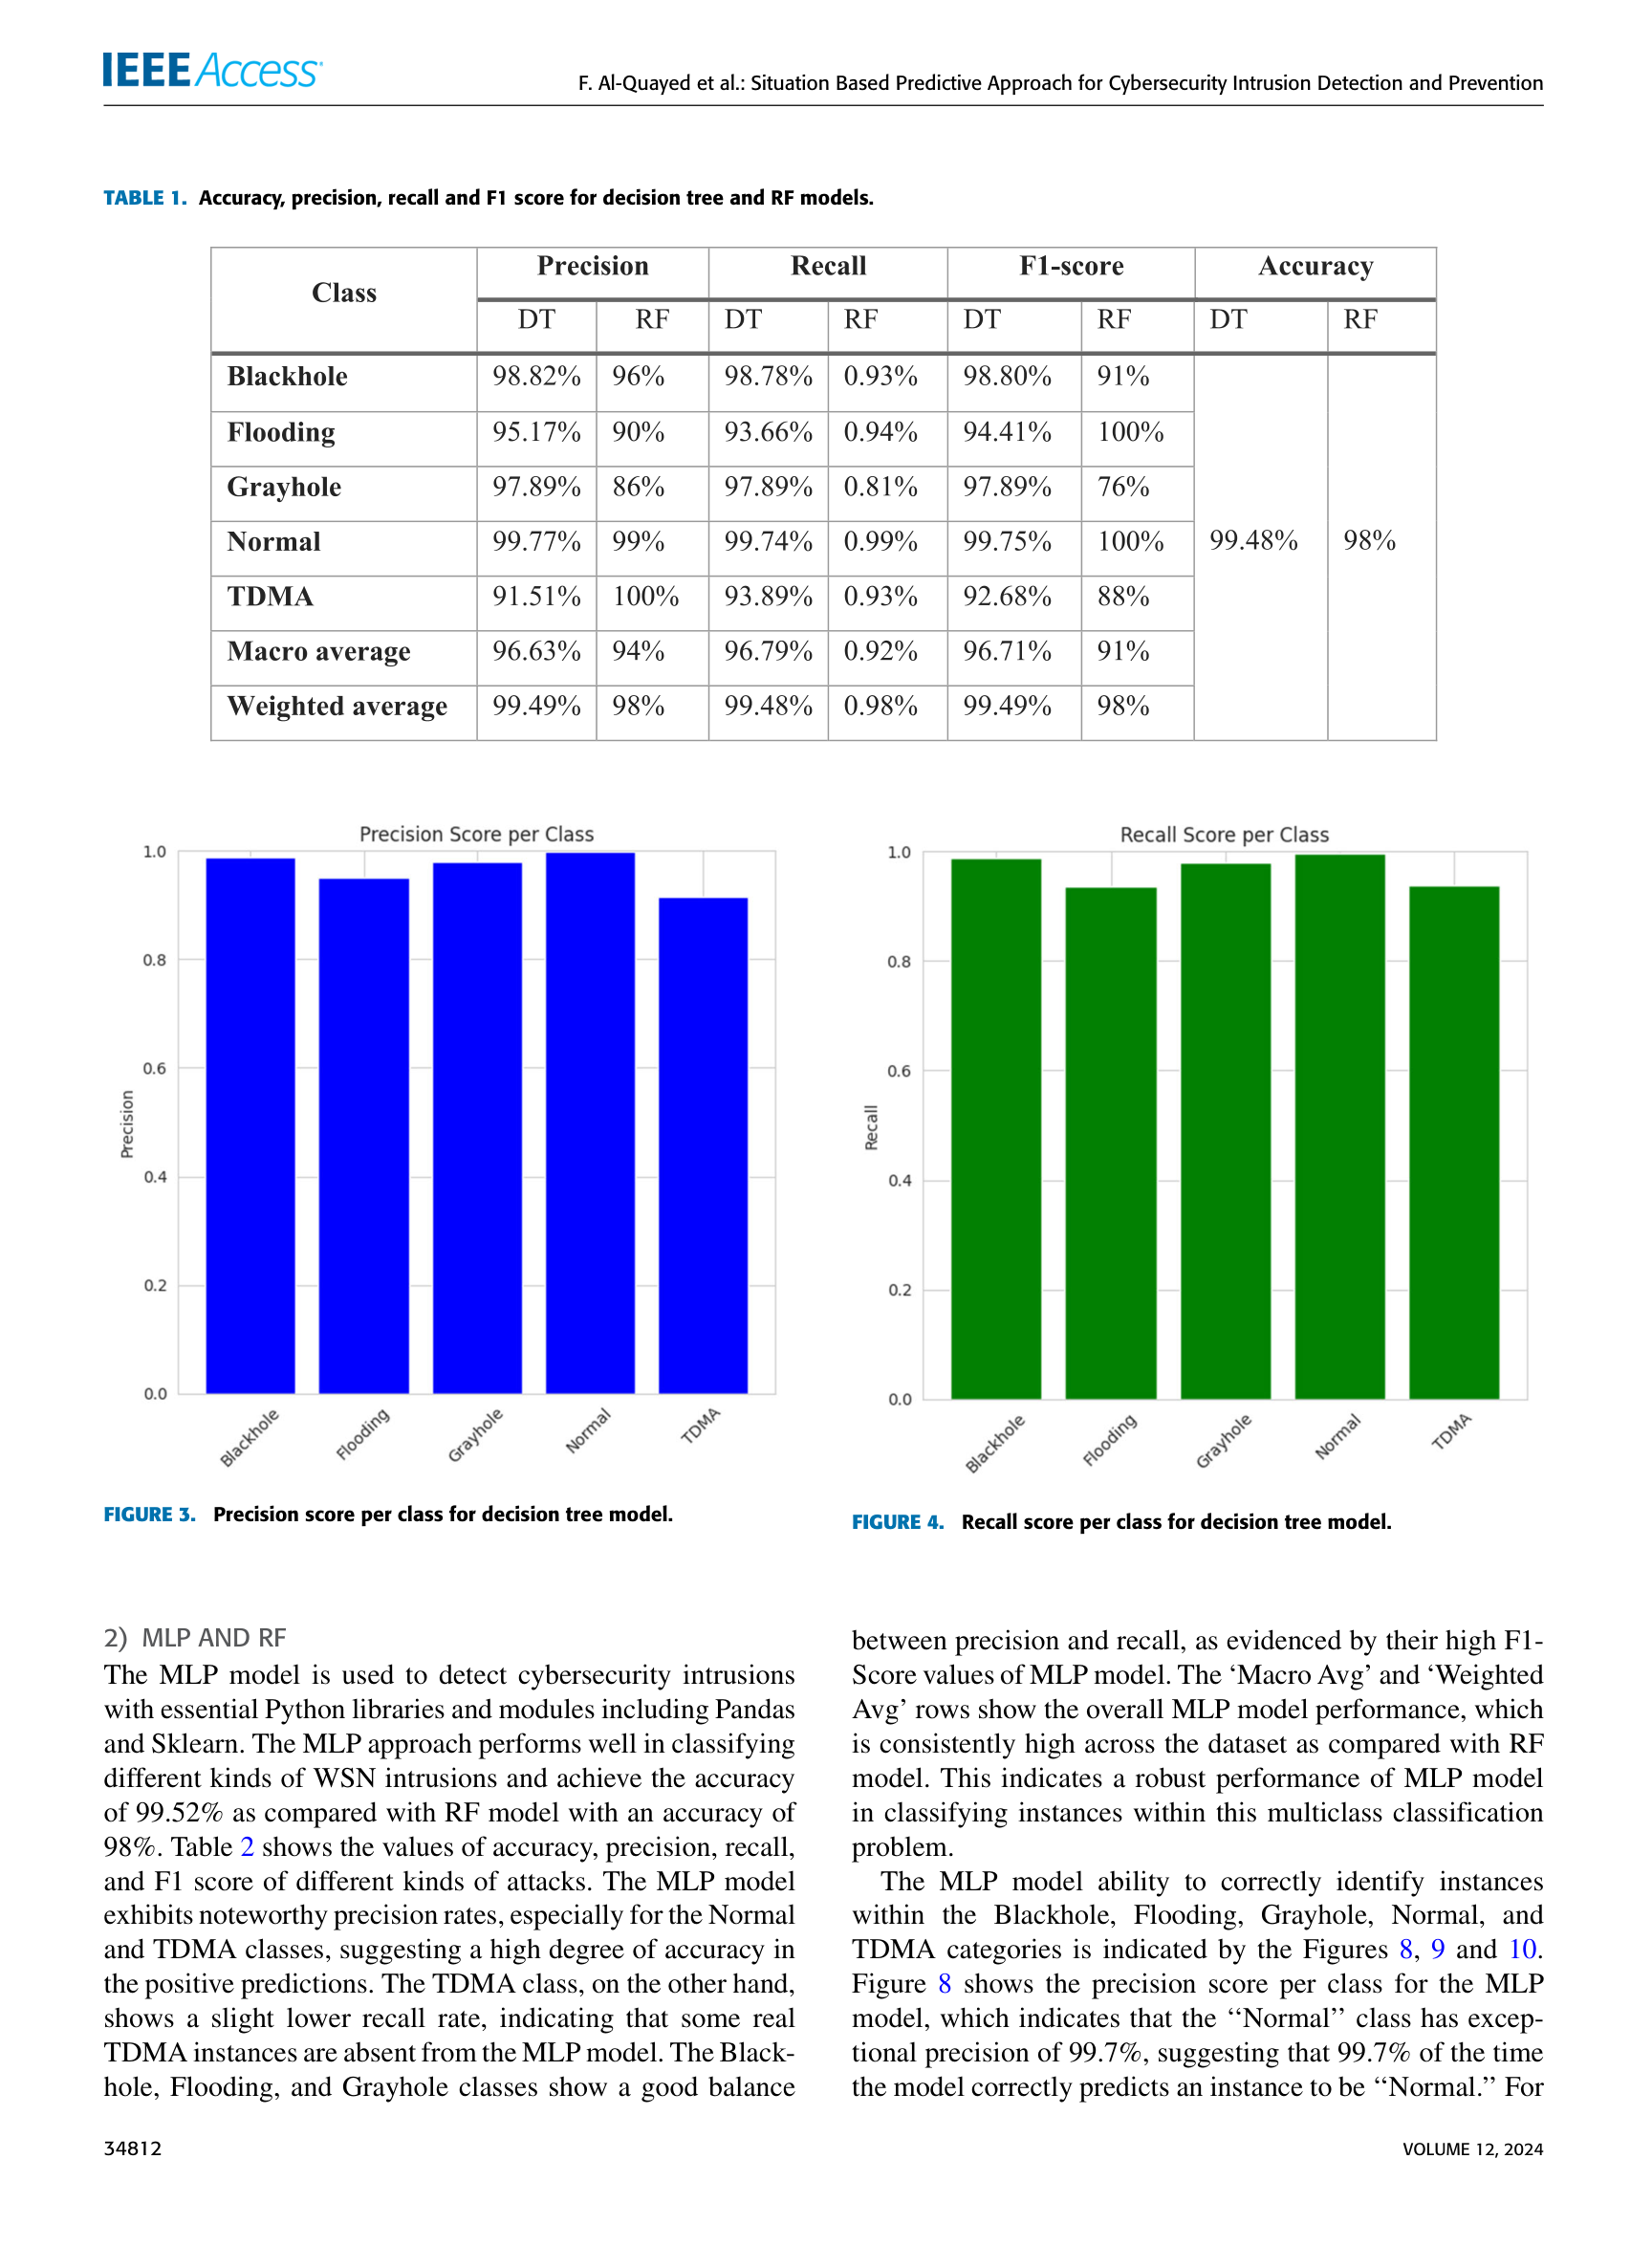 IEEE Access
F. Al-Quayed et al.: Situation Based Predictive Approach for Cybersecurity Intrusion Detection and Prevention
TABLE 1. Accuracy, precision, recall and F1 score for decision tree and RF models.
Class Precision Recall F1-score Accuracy
DT RF DT RF DT RF DT RF
Blackhole 98.82% 96% 98.78% 0.93% 98.80% 91%
Flooding 95.17% 90% 93.66% 0.94% 94.41% 100%
Grayhole 97.89% 86% 97.89% 0.81% 97.89% 76%
Normal 99.77% 99% 99.74% 0.99% 99.75% 100% 99.48% 98%
TDMA 91.51% 100% 93.89% 0.93% 92.68% 88%
Macro average 96.63% 94% 96.79% 0.92% 96.71% 91%
Weighted average 99.49% 98% 99.48% 0.98% 99.49% 98%
Precision Score per Class
1.0
0.8
0.6
0.4
0.2
0.0
Precision
Blackhole Flooding Grayhole Normal TDMA
FIGURE 3. Precision score per class for decision tree model.
Recall Score per Class
1.0
0.8
0.6
0.4
0.2
0.0
Recall
Blackhole Flooding Grayhole Normal TDMA
FIGURE 4. Recall score per class for decision tree model.
2) MLP AND RF
The MLP model is used to detect cybersecurity intrusions
with essential Python libraries and modules including Pandas
and Sklearn. The MLP approach performs well in classifying
different kinds of WSN intrusions and achieve the accuracy
of 99.52% as compared with RF model with an accuracy of
98%. Table 2 shows the values of accuracy, precision, recall,
and F1 score of different kinds of attacks. The MLP model
exhibits noteworthy precision rates, especially for the Normal
and TDMA classes, suggesting a high degree of accuracy in
the positive predictions. The TDMA class, on the other hand,
shows a slight lower recall rate, indicating that some real
TDMA instances are absent from the MLP model. The Black-
hole, Flooding, and Grayhole classes show a good balance
between precision and recall, as evidenced by their high F1-
Score values of MLP model. The ‘Macro Avg’ and ‘Weighted
Avg’ rows show the overall MLP model performance, which
is consistently high across the dataset as compared with RF
model. This indicates a robust performance of MLP model
in classifying instances within this multiclass classification
problem.
The MLP model ability to correctly identify instances
within the Blackhole, Flooding, Grayhole, Normal, and
TDMA categories is indicated by the Figures 8, 9 and 10.
Figure 8 shows the precision score per class for the MLP
model, which indicates that the ‘‘Normal’’ class has excep-
tional precision of 99.7%, suggesting that 99.7% of the time
the model correctly predicts an instance to be ‘‘Normal.’’ For
34812
VOLUME 12, 2024